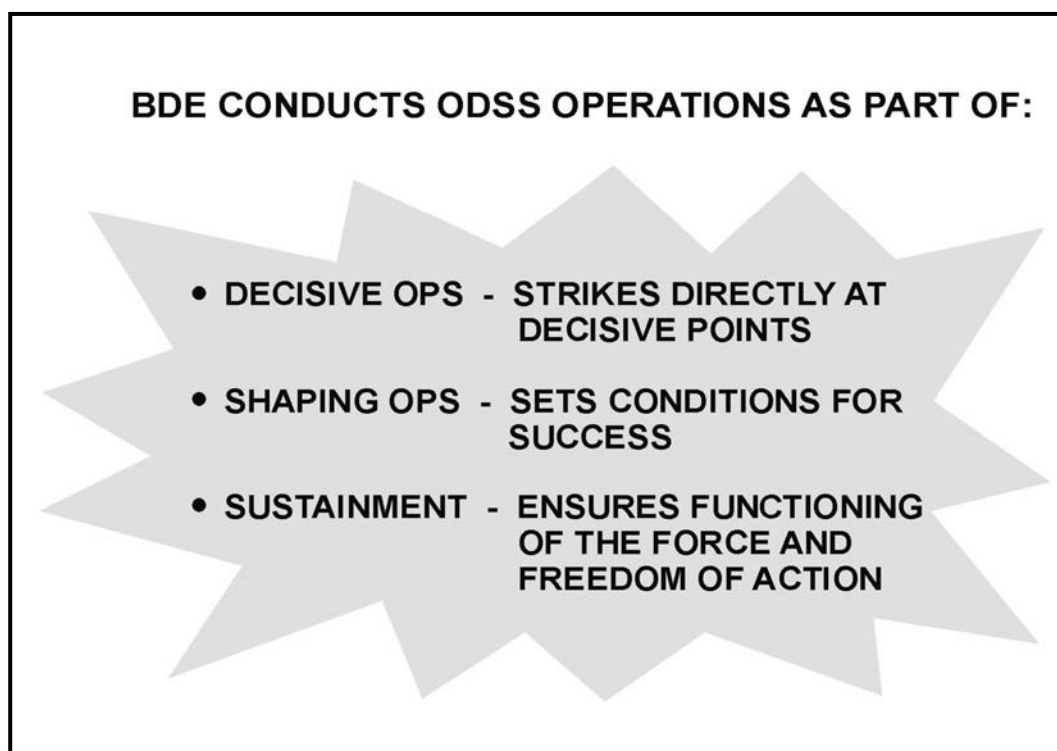 BDE CONDUCTS ODSS OPERATIONS AS PART OF:
• DECISIVE OPS - STRIKES DIRECTLY AT
DECISIVE POINTS
• SHAPING OPS - SETS CONDITIONS FOR
SUCCESS
• SUSTAINMENT - ENSURES FUNCTIONING
OF THE FORCE AND
FREEDOM OF ACTION